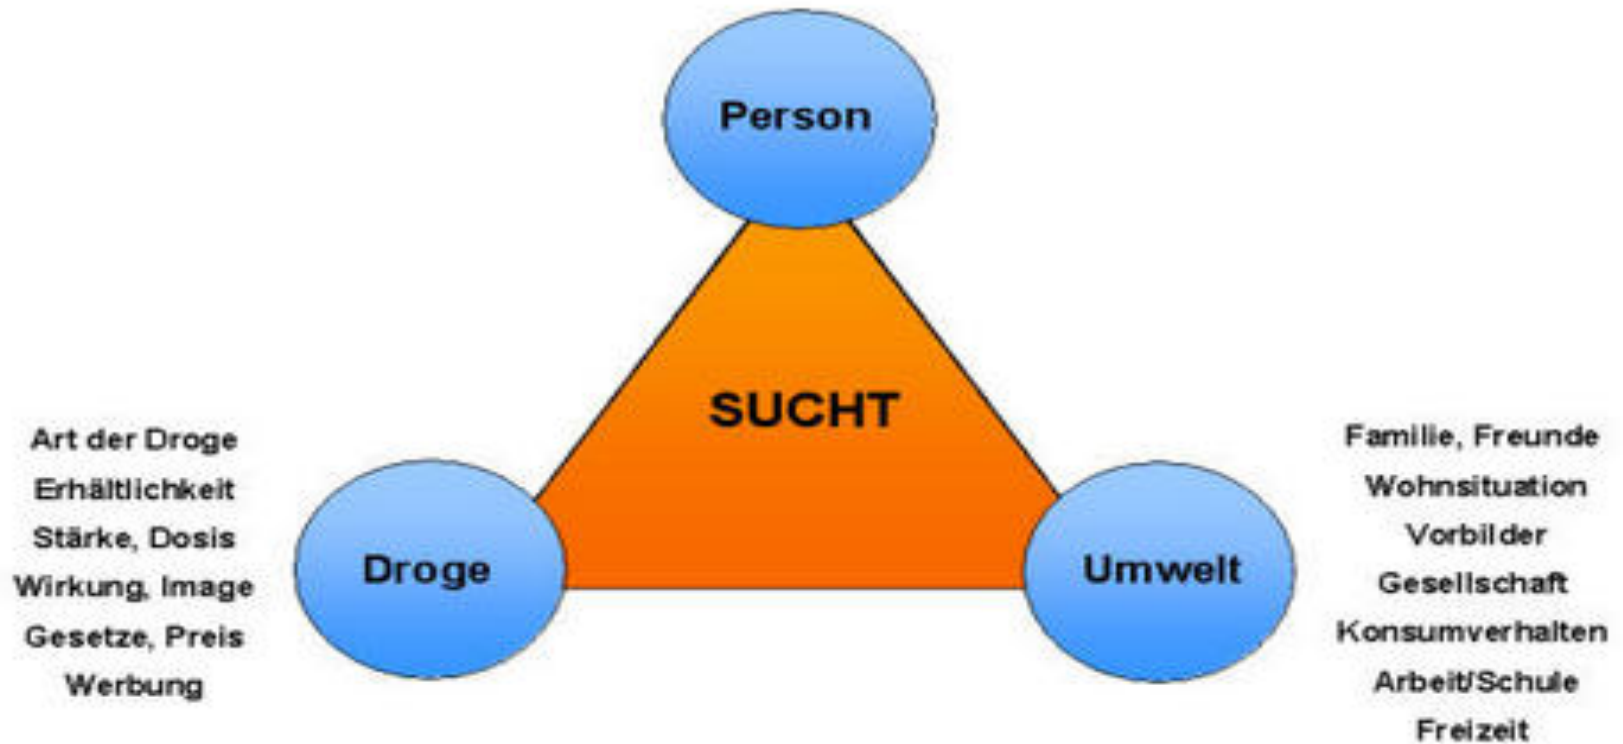 Person
SUCHT
Droge
Umwelt
Art der Droge
Erhältlichkeit
Stärke, Dosis
Wirkung, Image
Gesetze, Preis
Werbung
Familie, Freunde
Wohnsituation
Vorbilder
Gesellschaft
Konsumverhalten
Arbeit/Schule
Freizeit